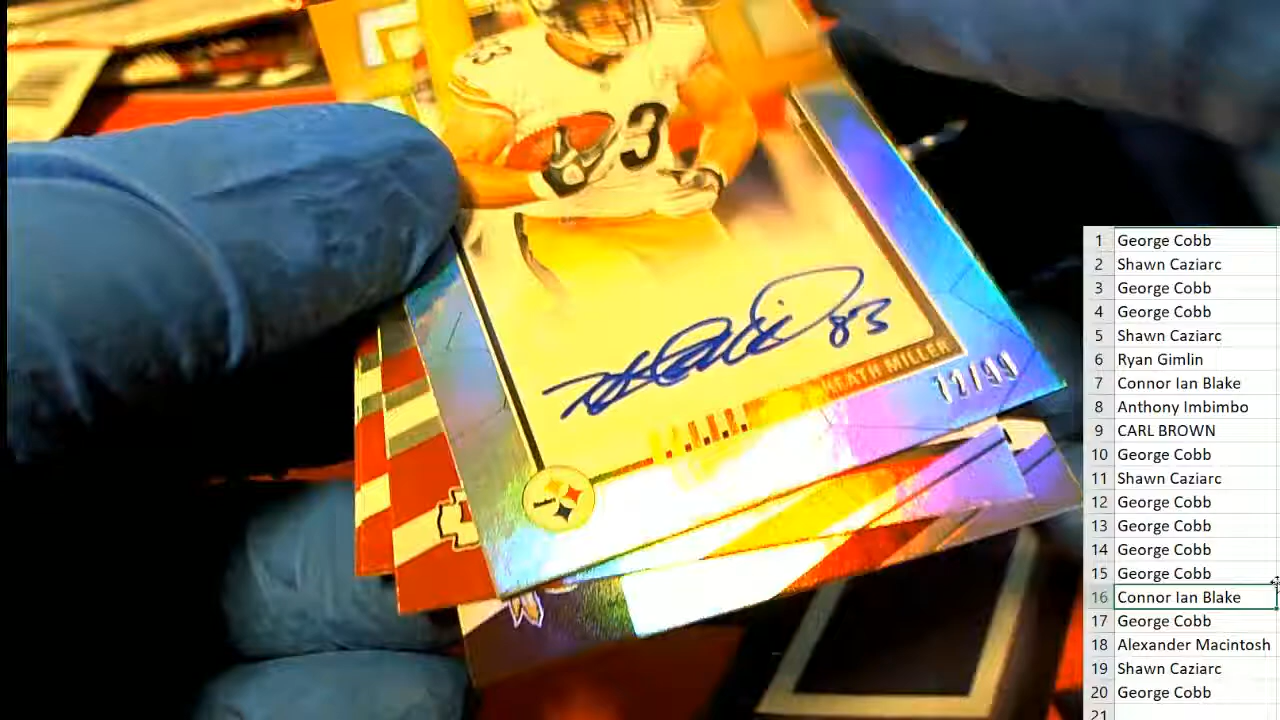 83
83
HEATH MILLER
72/99
1 George Cobb
2 Shawn Caziarc
3 George Cobb
4 George Cobb
5 Shawn Caziarc
6 Ryan Gimlin
7 Connor Ian Blake
8 Anthony Imbimbo
9 CARL BROWN
10 George Cobb
11 Shawn Caziarc
12 George Cobb
13 George Cobb
14 George Cobb
15 George Cobb
16 Connor Ian Blake
17 George Cobb
18 Alexander Macintosh
19 Shawn Caziarc
20 George Cobb
21